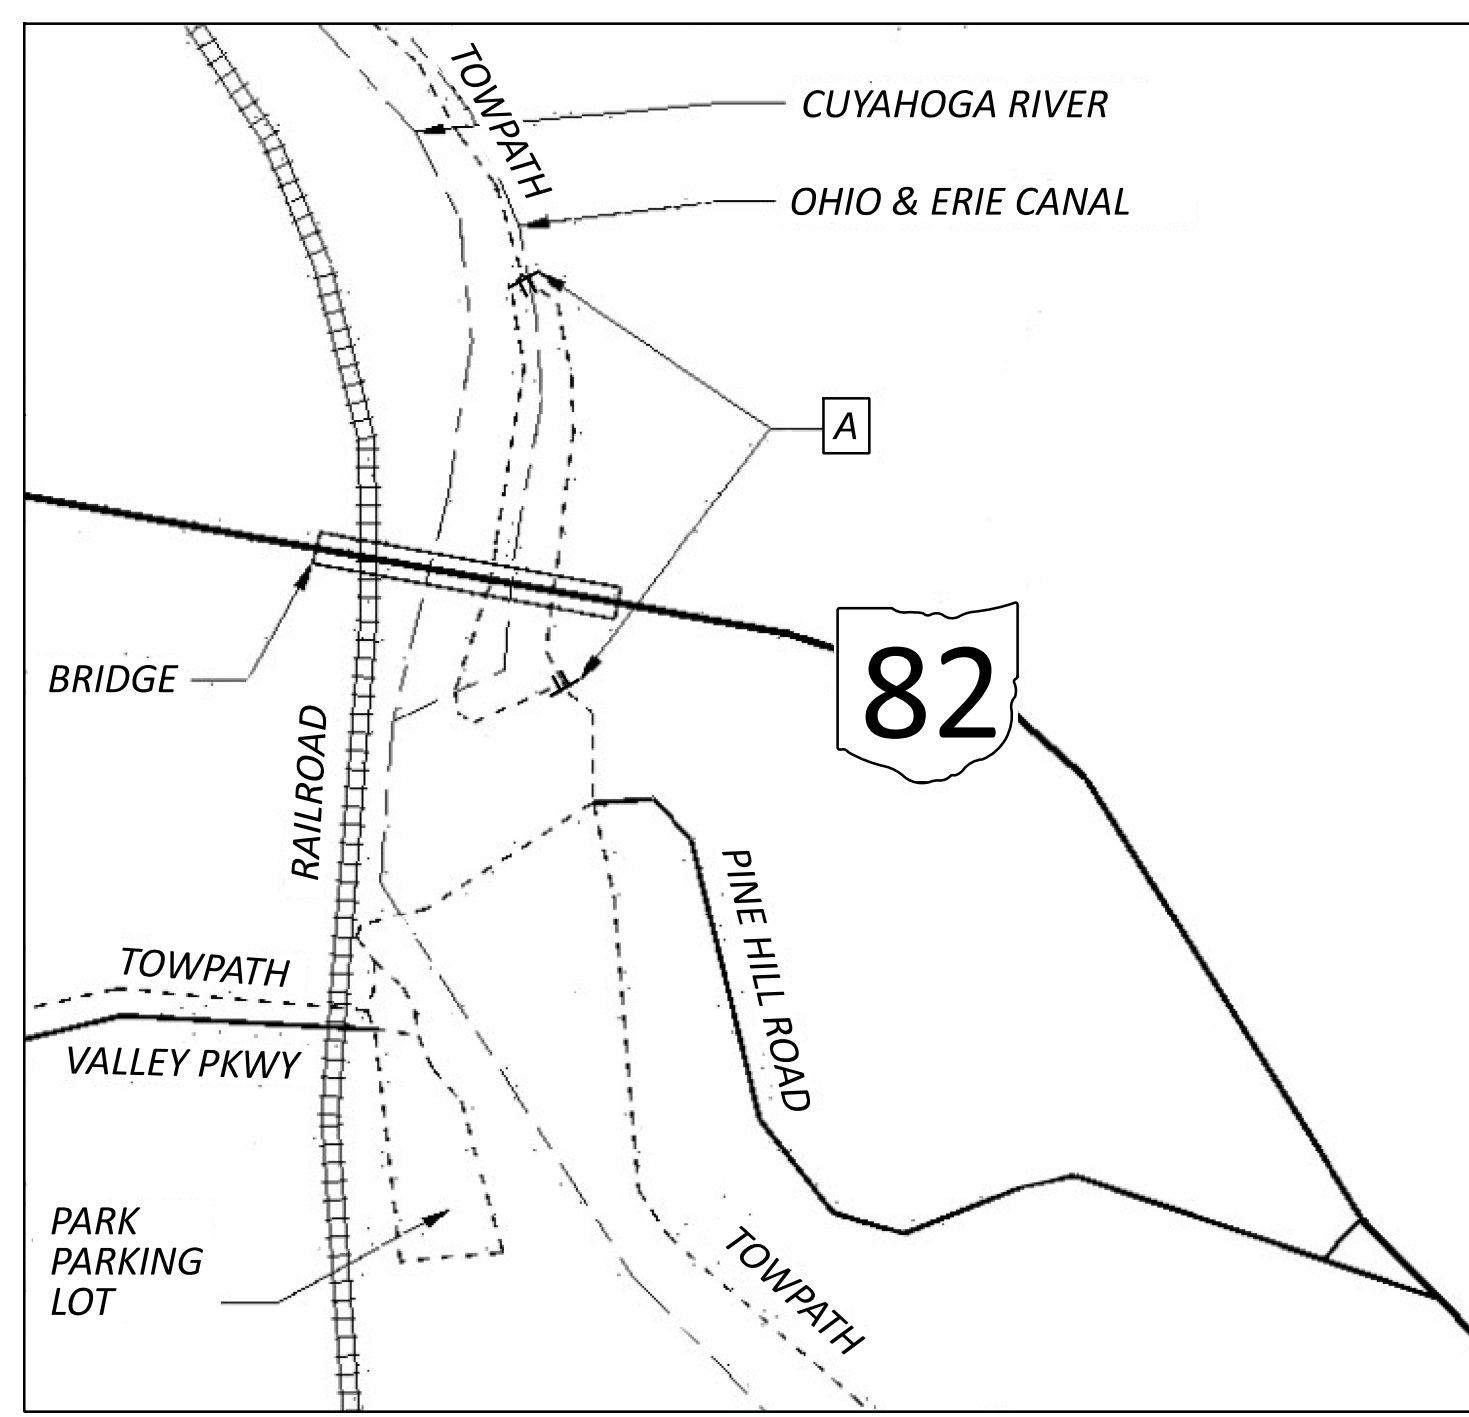 TOWPATH
CUYAHOGA RIVER
OHIO & ERIE CANAL
A
BRIDGE
82
RAILROAD
PINE HILL ROAD
TOWPATH
VALLEY PKWY
PARK
PARKING
LOT
TOWPATH